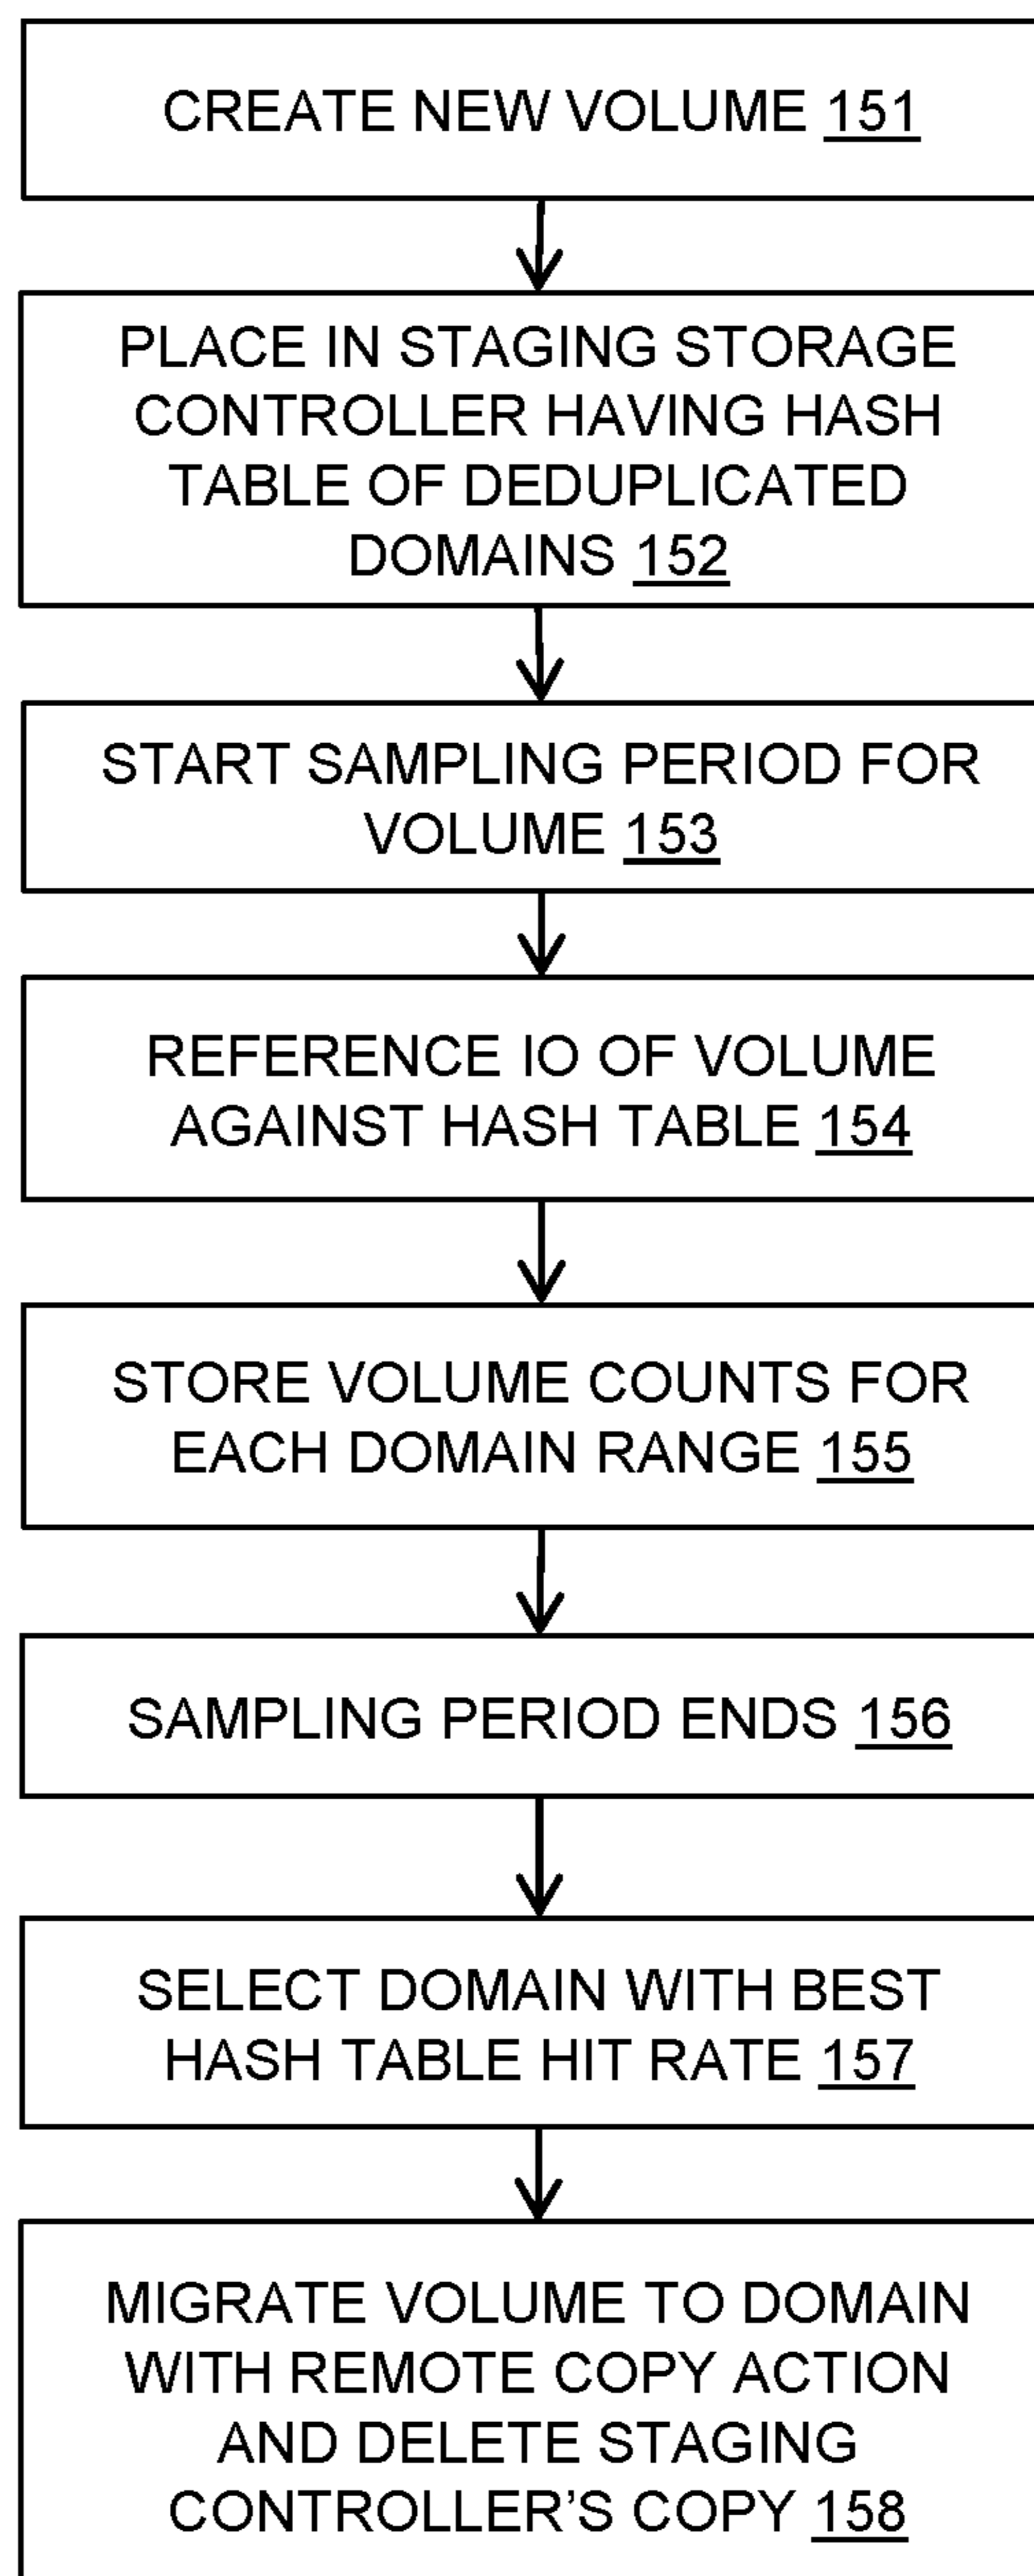 CREATE NEW VOLUME 151
PLACE IN STAGING STORAGE
CONTROLLER HAVING HASH
TABLE OF DEDUPLICATED
DOMAINS 152
START SAMPLING PERIOD FOR
VOLUME 153
REFERENCE IO OF VOLUME
AGAINST HASH TABLE 154
STORE VOLUME COUNTS FOR
EACH DOMAIN RANGE 155
SAMPLING PERIOD ENDS 156
SELECT DOMAIN WITH BEST
HASH TABLE HIT RATE 157
MIGRATE VOLUME TO DOMAIN
WITH REMOTE COPY ACTION
AND DELETE STAGING
CONTROLLER’S COPY 158